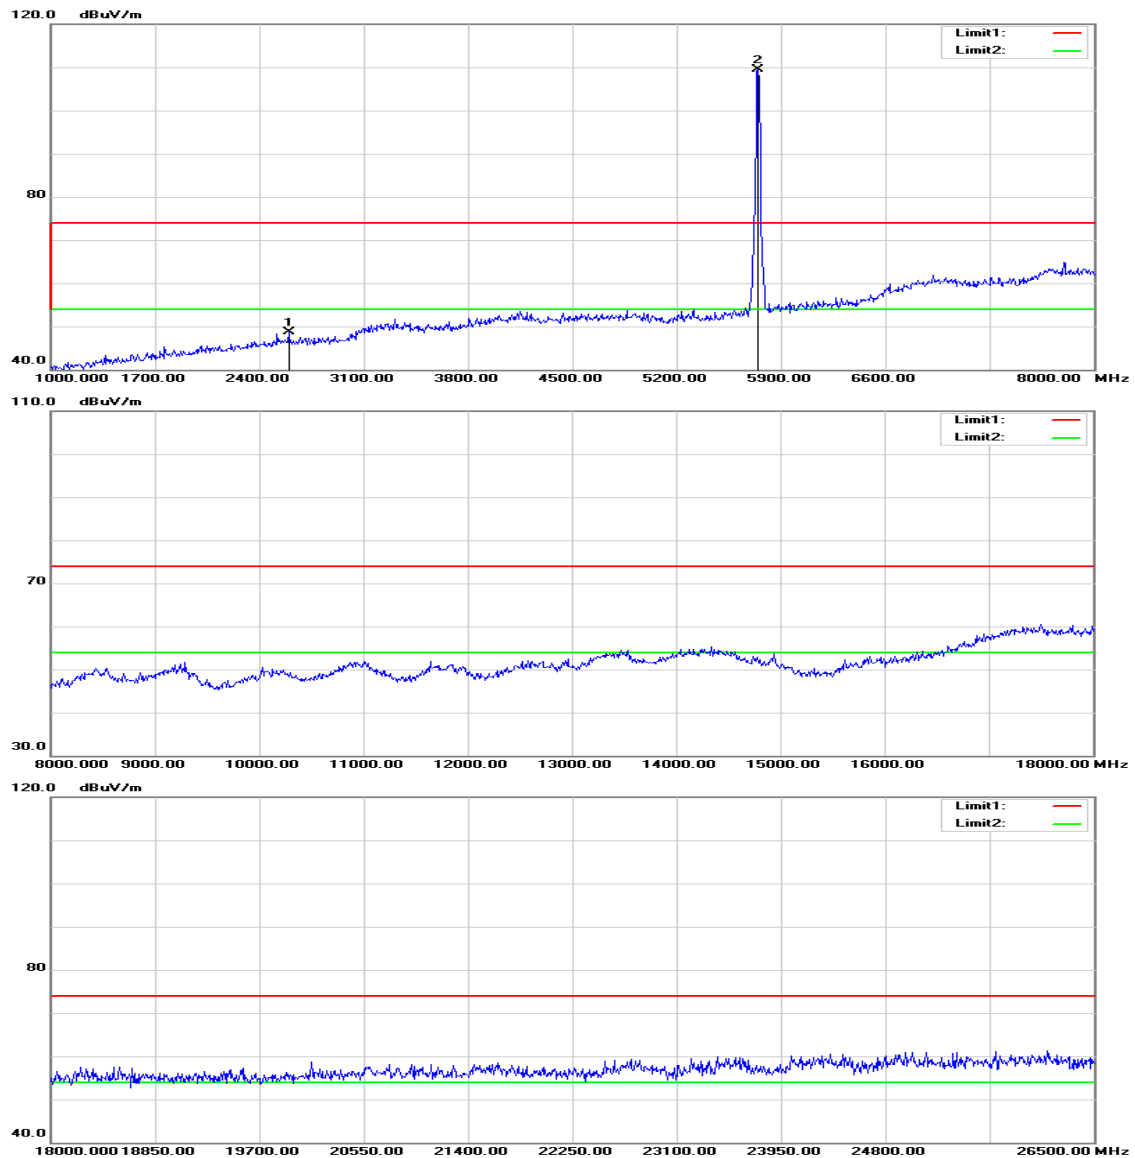 120.0 dBuV/m
Limit1:
Limit2:
2
80
1
40.0
1000.000 1700.00 2400.00 3100.00 3800.00 4500.00 5200.00 5900.00 6600.00 8000.00 MHz
110.0 dBuV/m
Limit1:
Limit2:
70
30.0
8000.000 9000.00 10000.00 11000.00 12000.00 13000.00 14000.00 15000.00 16000.00 18000.00 MHz
120.0 dBuV/m
Limit1:
Limit2:
80
40.0
18000.000 18850.00 19700.00 20550.00 21400.00 22250.00 23100.00 23950.00 24800.00 26500.00 MHz